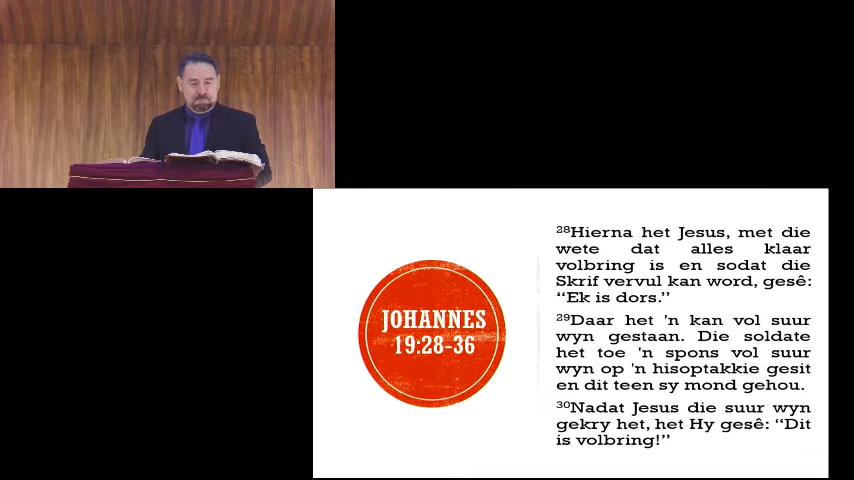 JOHANNES
19:28-36
²⁸Hierna het Jesus, met die
wete dat alles klaar
volbring is en sodat die
Skrif vervul kan word, gesê:
“Ek is dors.”
²⁹Daar het 'n kan vol suur
wyn gestaan. Die soldate
het toe 'n spons vol suur
wyn op 'n hisoptakkie gesit
en dit teen sy mond gehou.
³⁰Nadat Jesus die suur wyn
gekry het, het Hy gesê: “Dit
is volbring!”